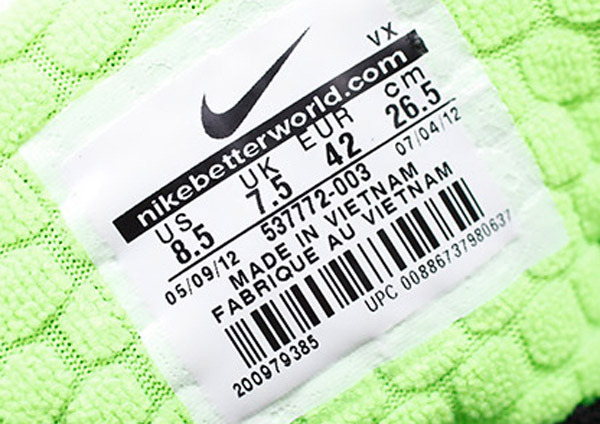 VX
nikebetterworld.com
US UK EUR cm
8.5 7.5 42 26.5
05/09/12 537772-003 07/04/12
MADE IN VIETNAM
FABRIQUE AU VIETNAM
200979385 UPC 00886737980637